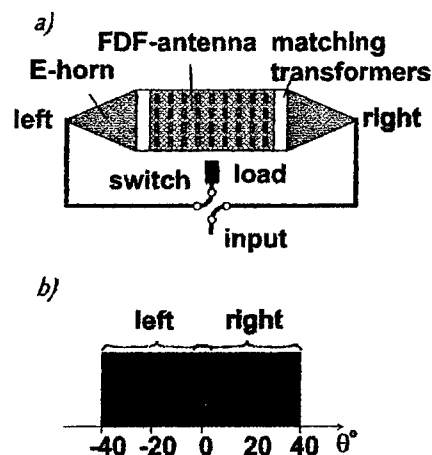 a)
FDF-antenna matching
E-horn transformers
left right
switch load
input
b)
left right
-40 -20 0 20 40 θ°